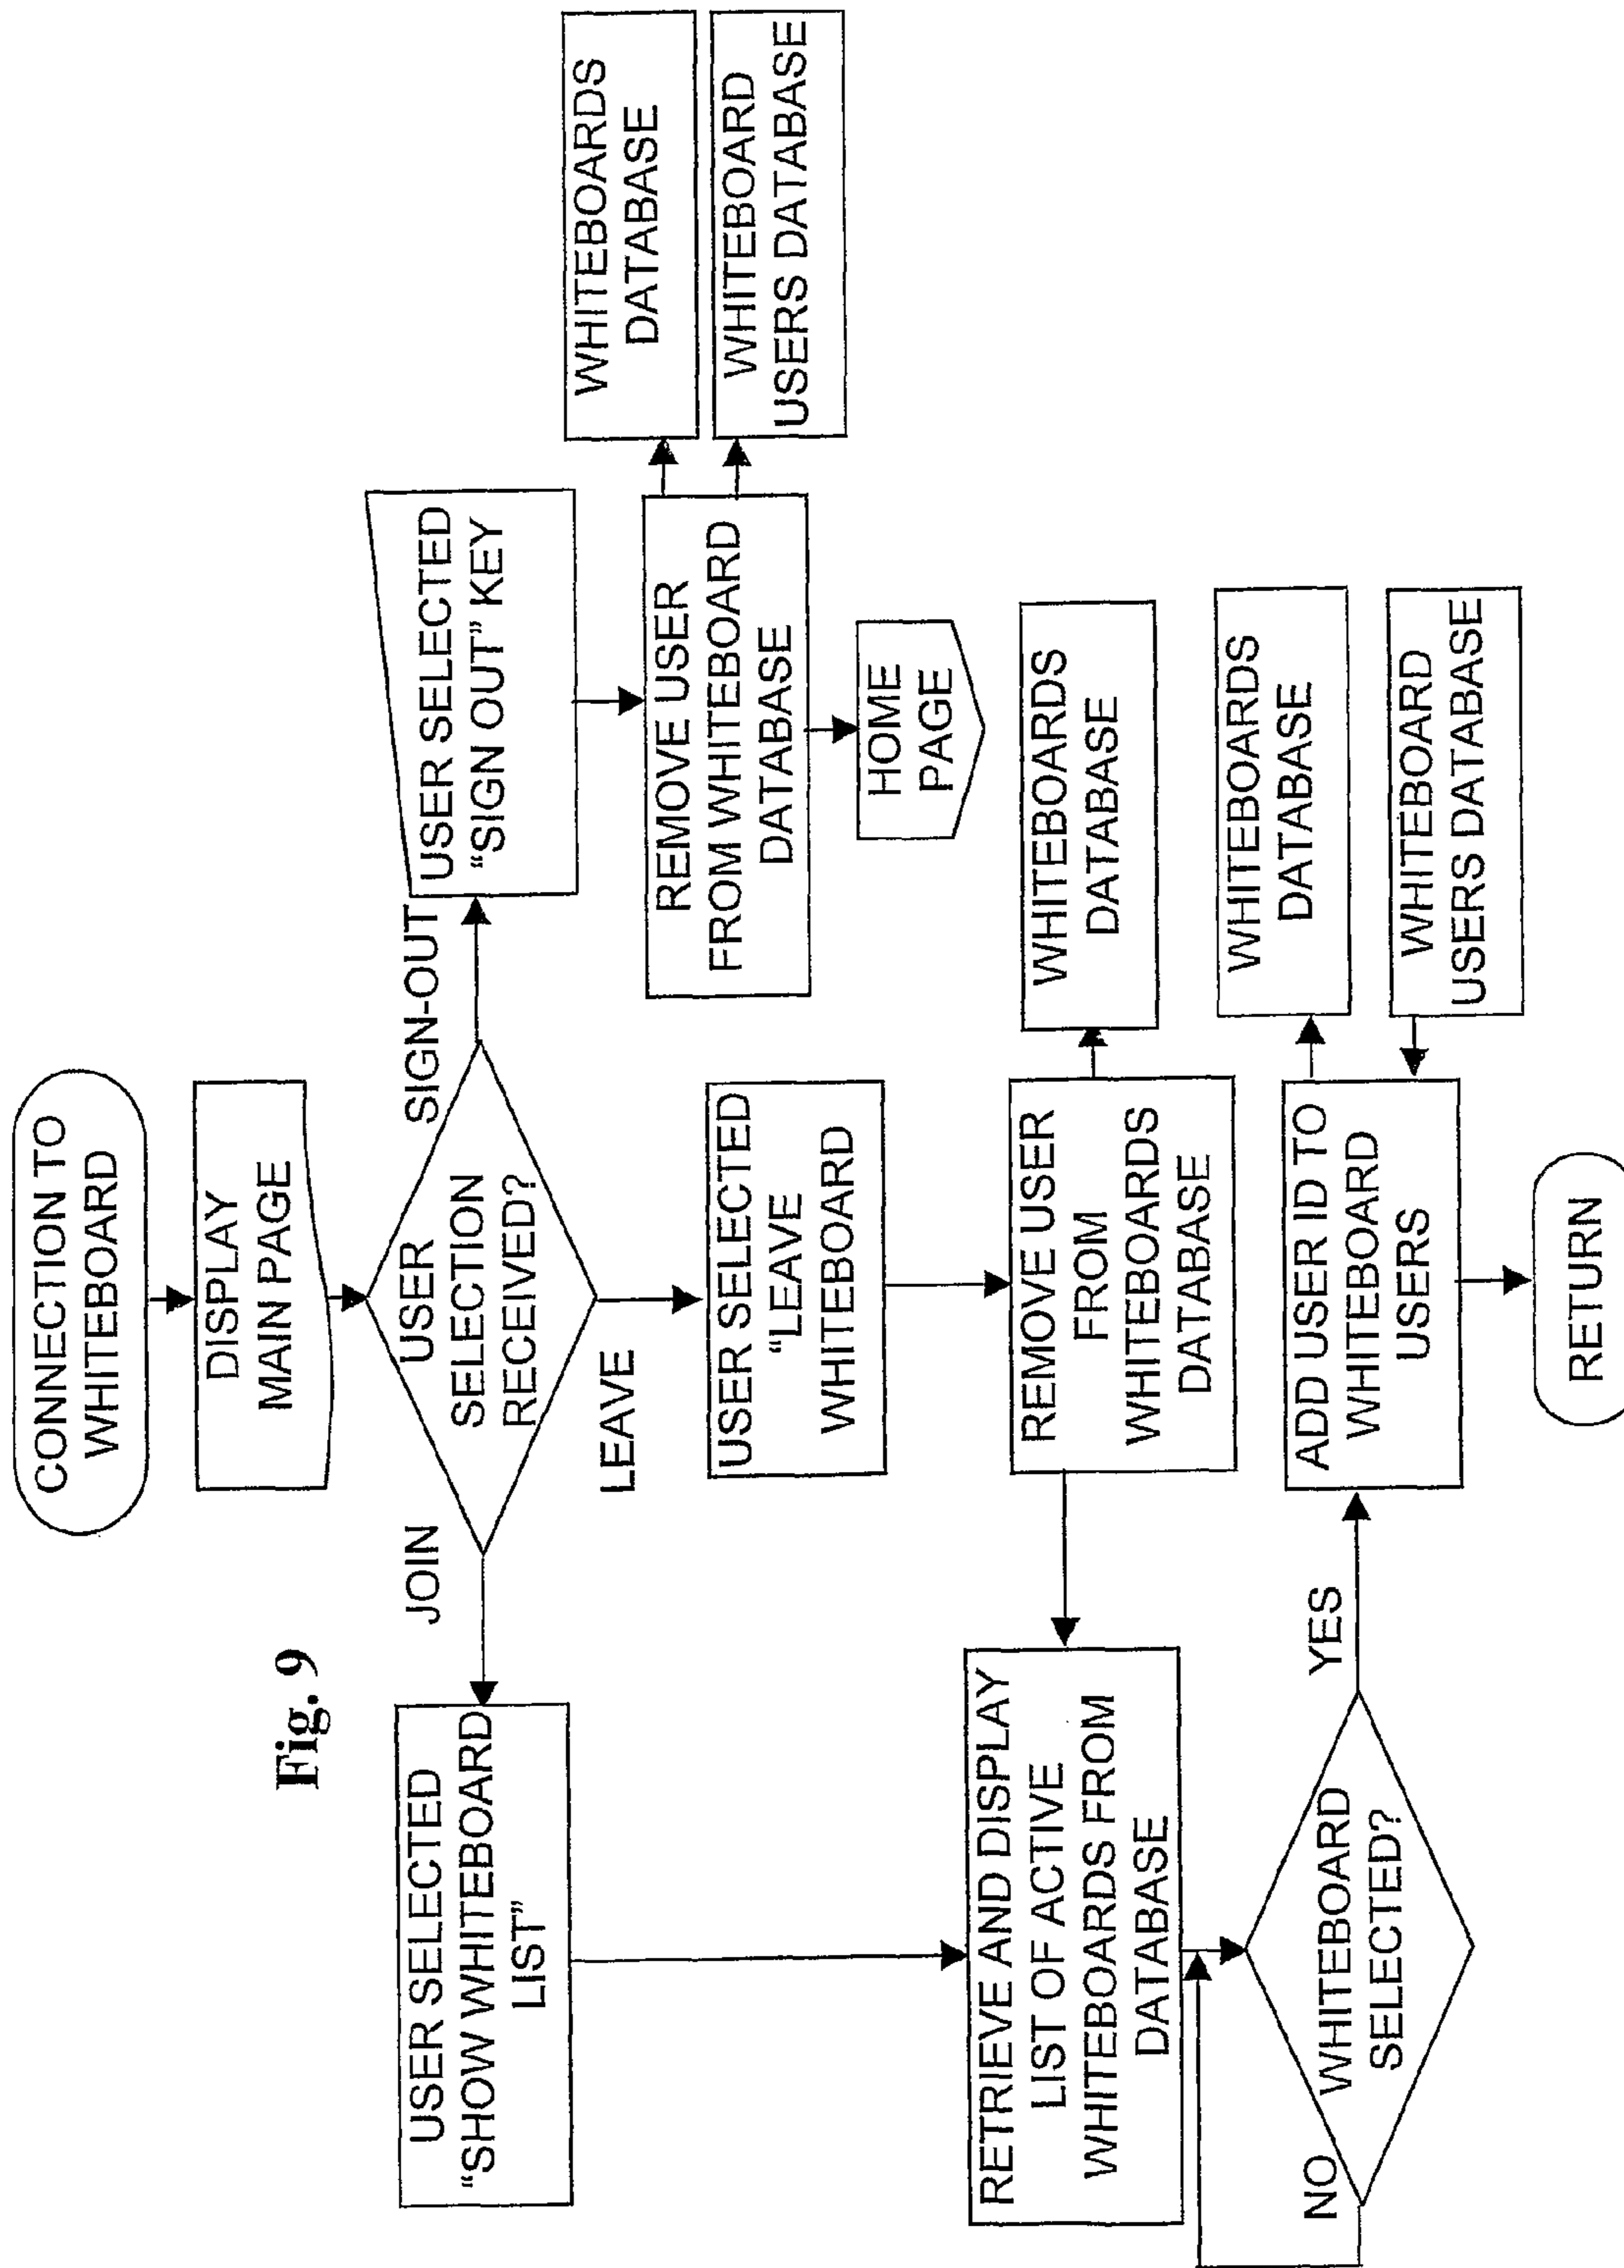 Fig. 9
CONNECTION TO
WHITEBOARD
DISPLAY
MAIN PAGE
USER
SELECTION
RECEIVED?
JOIN
LEAVE
SIGN-OUT
USER SELECTED
“SHOW WHITEBOARD
LIST”
USER SELECTED
“LEAVE
WHITEBOARD
USER SELECTED
“SIGN OUT” KEY
REMOVE USER
FROM WHITEBOARD
DATABASE
WHITEBOARDS
DATABASE
WHITEBOARD
USERS DATABASE
HOME
PAGE
REMOVE USER
FROM
WHITEBOARDS
DATABASE
WHITEBOARDS
DATABASE
RETRIEVE AND DISPLAY
LIST OF ACTIVE
WHITEBOARDS FROM
DATABASE
WHITEBOARD
SELECTED?
NO
YES
ADD USER ID TO
WHITEBOARD
USERS
WHITEBOARDS
DATABASE
WHITEBOARD
USERS DATABASE
RETURN